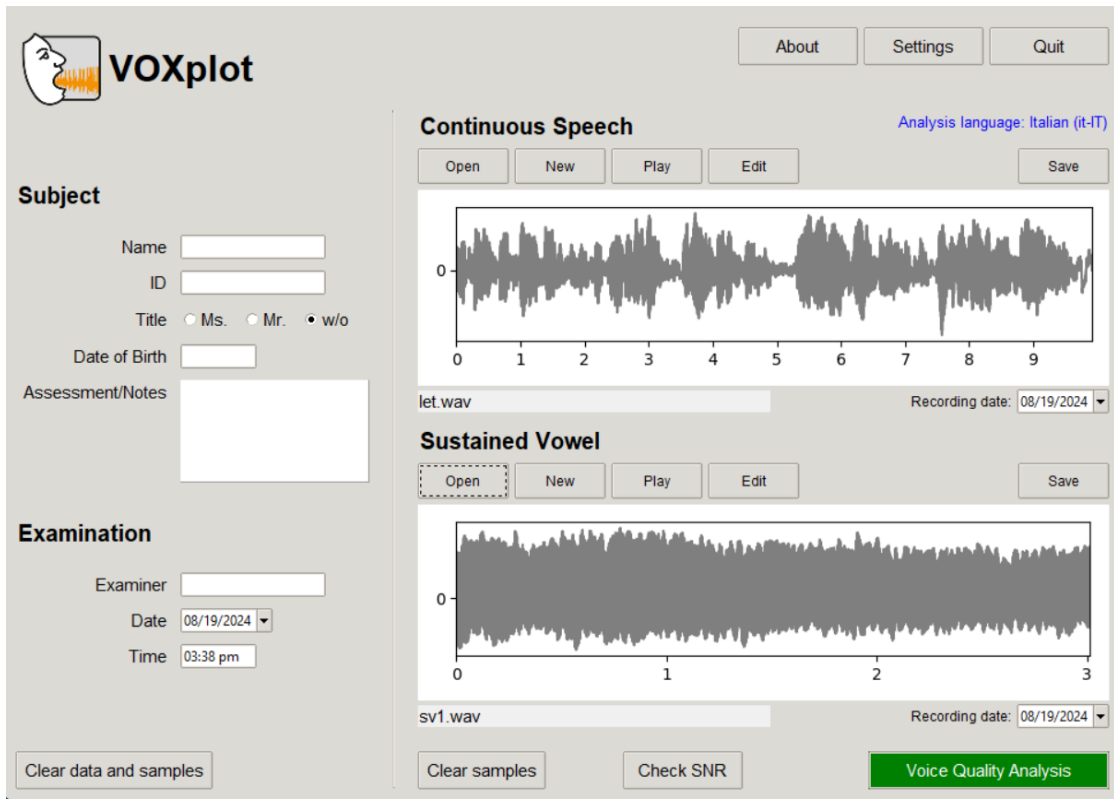 VOXplot
About Settings Quit
Subject
Name
ID
Title Ms. Mr. w/o
Date of Birth
Assessment/Notes
Examination
Examiner
Date 08/19/2024
Time 03:38 pm
Clear data and samples
Continuous Speech Analysis language: Italian (it-IT)
Open New Play Edit Save
0
0 1 2 3 4 5 6 7 8 9
let.wav Recording date: 08/19/2024
Sustained Vowel
Open New Play Edit Save
0
0 1 2 3
sv1.wav Recording date: 08/19/2024
Clear samples Check SNR Voice Quality Analysis